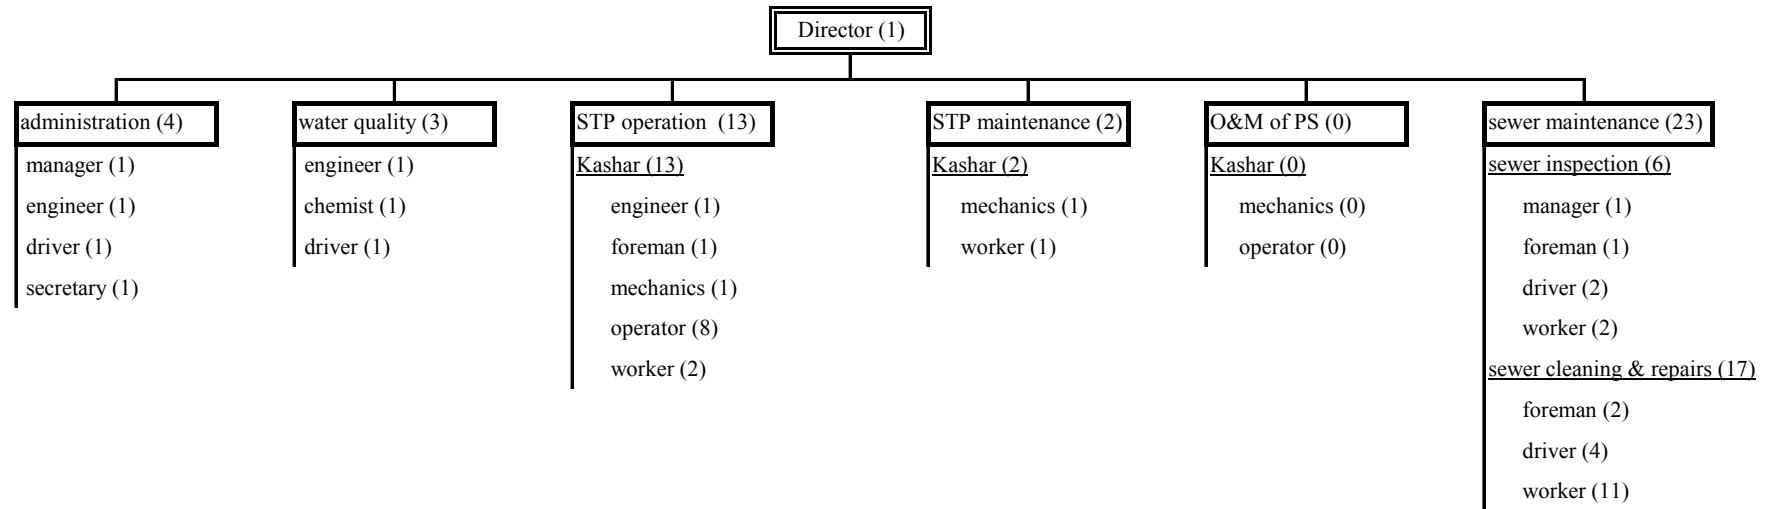 Director (1)
administration (4)
manager (1)
engineer (1)
driver (1)
secretary (1)
water quality (3)
engineer (1)
chemist (1)
driver (1)
STP operation (13)
Kashar (13)
engineer (1)
foreman (1)
mechanics (1)
operator (8)
worker (2)
STP maintenance (2)
Kashar (2)
mechanics (1)
worker (1)
O&M of PS (0)
Kashar (0)
mechanics (0)
operator (0)
sewer maintenance (23)
sewer inspection (6)
manager (1)
foreman (1)
driver (2)
worker (2)
sewer cleaning & repairs (17)
foreman (2)
driver (4)
worker (11)